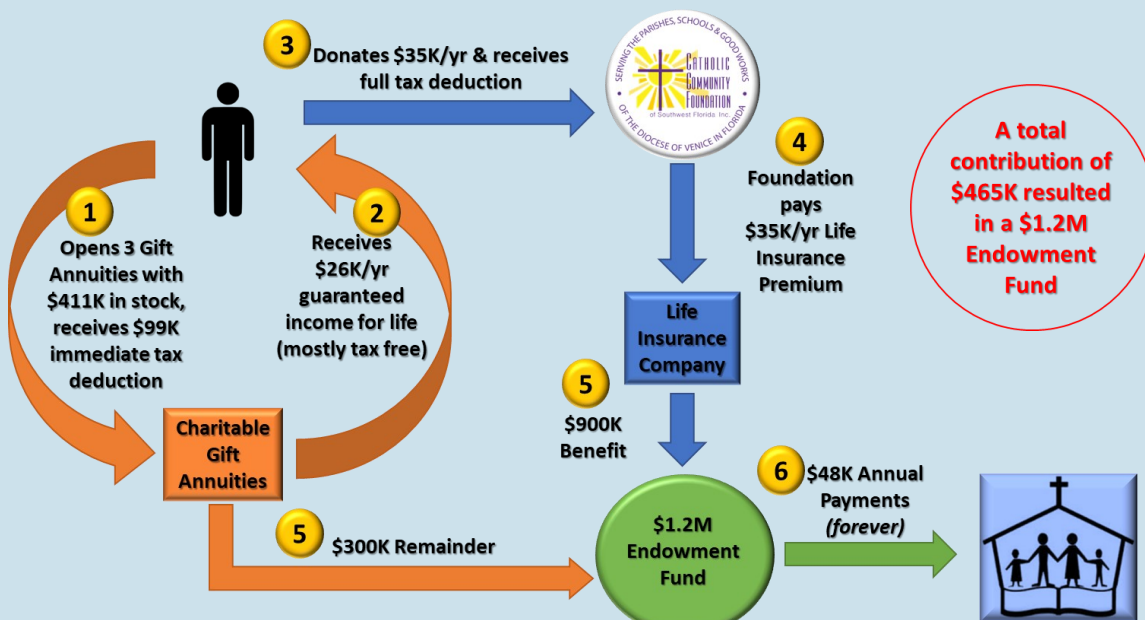 3
Donates $35K/yr & receives
full tax deduction
SERVING THE PARISHES, SCHOOLS & GOOD WORKS
CATHOLIC
COMMUNITY
FOUNDATION
of Southwest Florida, Inc.
OF THE DIOCESE OF VENICE IN FLORIDA
1
Opens 3 Gift
Annuities with
$411K in stock,
receives $99K
immediate tax
deduction
2
Receives
$26K/yr
guaranteed
income for life
(mostly tax free)
4
Foundation
pays
$35K/yr Life
Insurance
Premium
A total
contribution of
$465K resulted
in a $1.2M
Endowment
Fund
Life
Insurance
Company
Charitable
Gift
Annuities
5
$900K
Benefit
5
$300K Remainder
$1.2M
Endowment
Fund
6
$48K Annual
Payments
(forever)